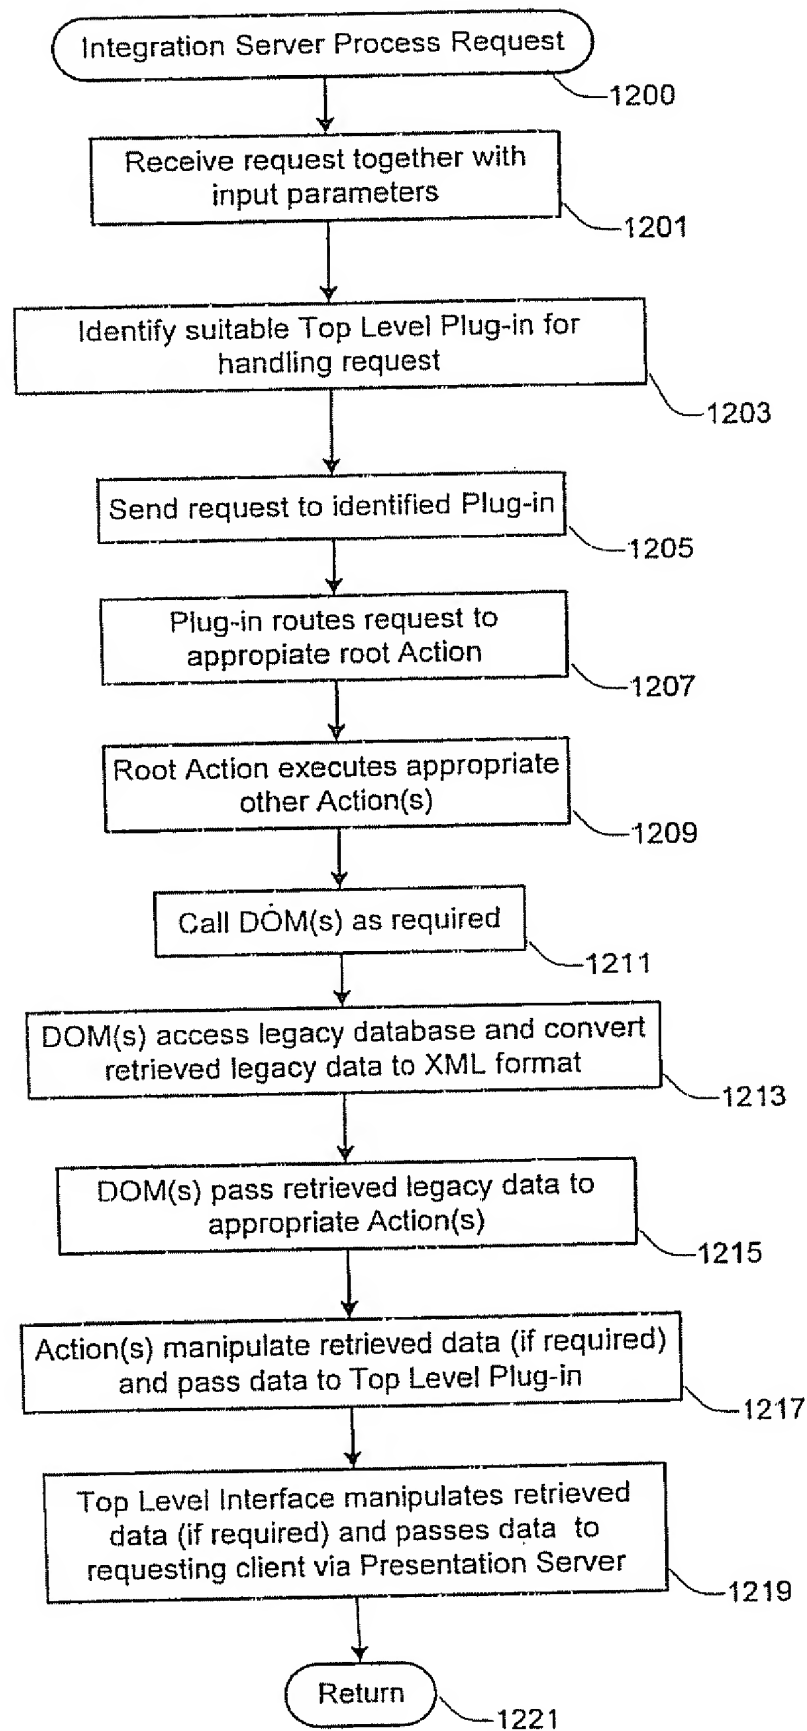 Integration Server Process Request
1200
Receive request together with
input parameters
1201
Identify suitable Top Level Plug-in for
handling request
1203
Send request to identified Plug-in
1205
Plug-in routes request to
appropiate root Action
1207
Root Action executes appropriate
other Action(s)
1209
Call DOM(s) as required
1211
DOM(s) access legacy database and convert
retrieved legacy data to XML format
1213
DOM(s) pass retrieved legacy data to
appropriate Action(s)
1215
Action(s) manipulate retrieved data (if required)
and pass data to Top Level Plug-in
1217
Top Level Interface manipulates retrieved
data (if required) and passes data to
requesting client via Presentation Server
1219
Return
1221